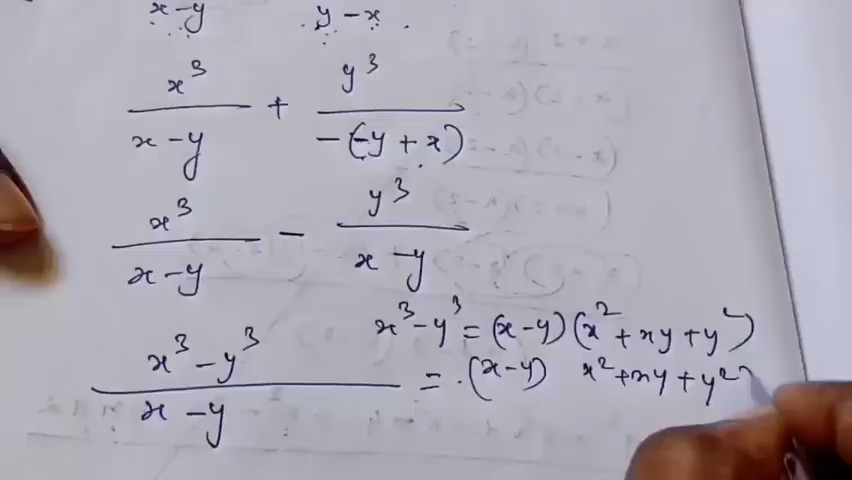 x-y    y-x
x³/(x-y) + y³/-(-y+x)
x³/(x-y) - y³/(x-y)
x³-y³ = (x-y)(x²+xy+y²)
(x³-y³)/(x-y) = (x-y) x²+xy+y²